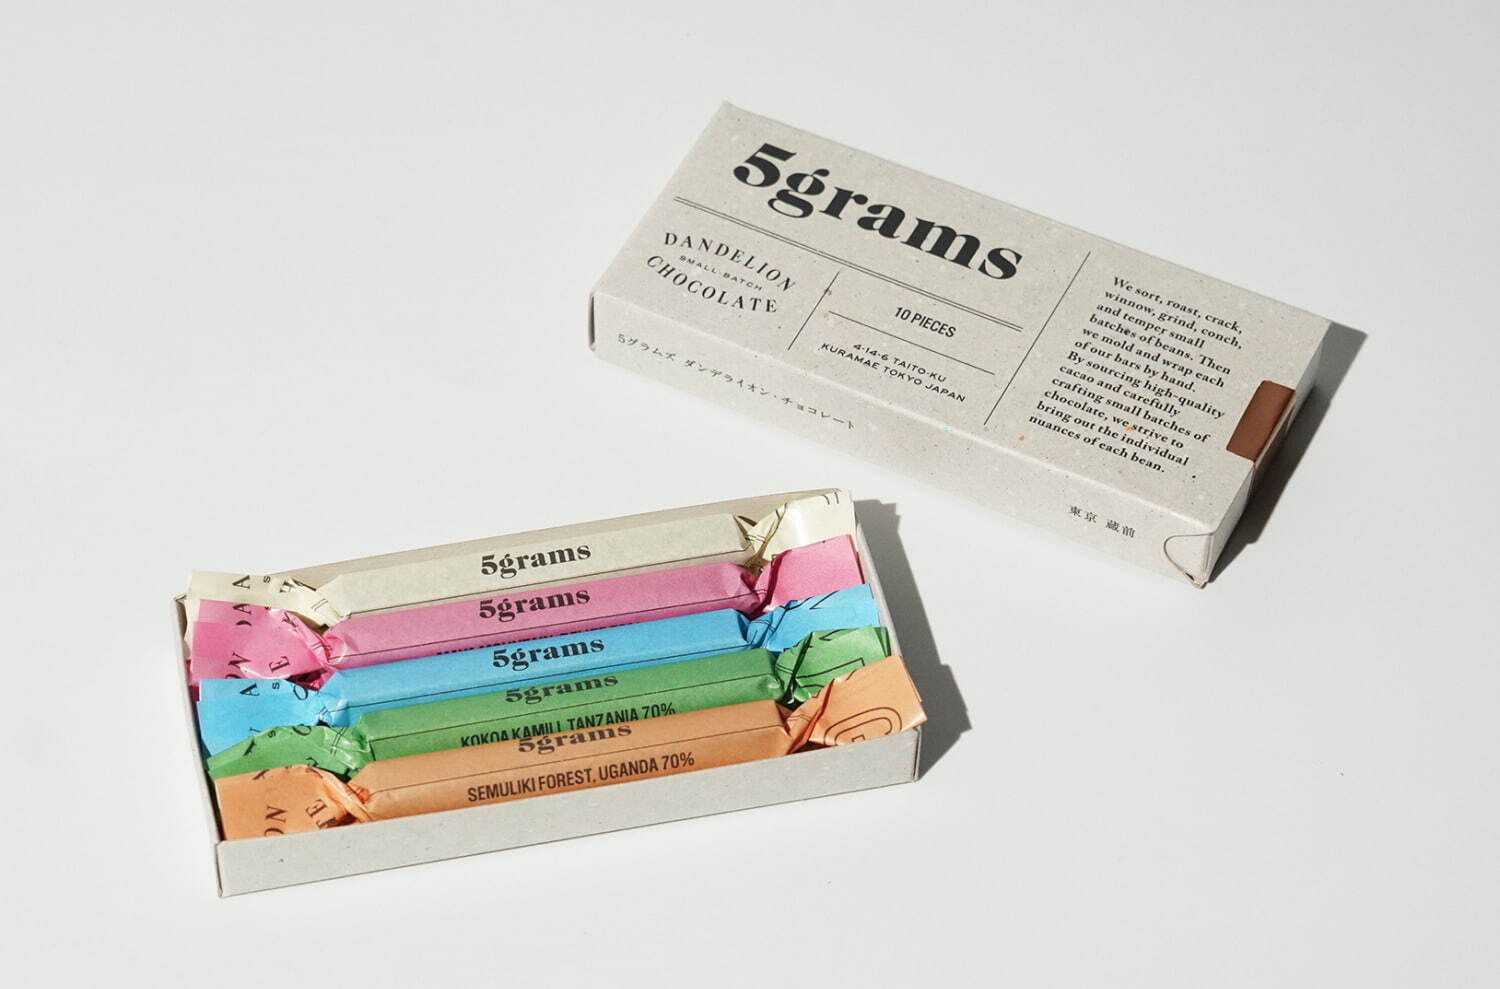 5grams
DANDELION
SMALL-BATCH
CHOCOLATE
10 PIECES
4-14-6 TAITO-KU
KURAMAE TOKYO JAPAN
We sort, roast, crack,
winnow, grind, conch,
and temper small
batches of beans. Then
we mold and wrap each
of our bars by hand.
By sourcing high-quality
cacao and carefully
crafting small batches of
chocolate, we strive to
bring out the individual
nuances of each bean.
5グラムズ ダンデライオン・チョコレート
東京 蔵前
5grams
5grams
5grams
5grams
KOKOA KAMILI, TANZANIA 70%
5grams
SEMULIKI FOREST, UGANDA 70%